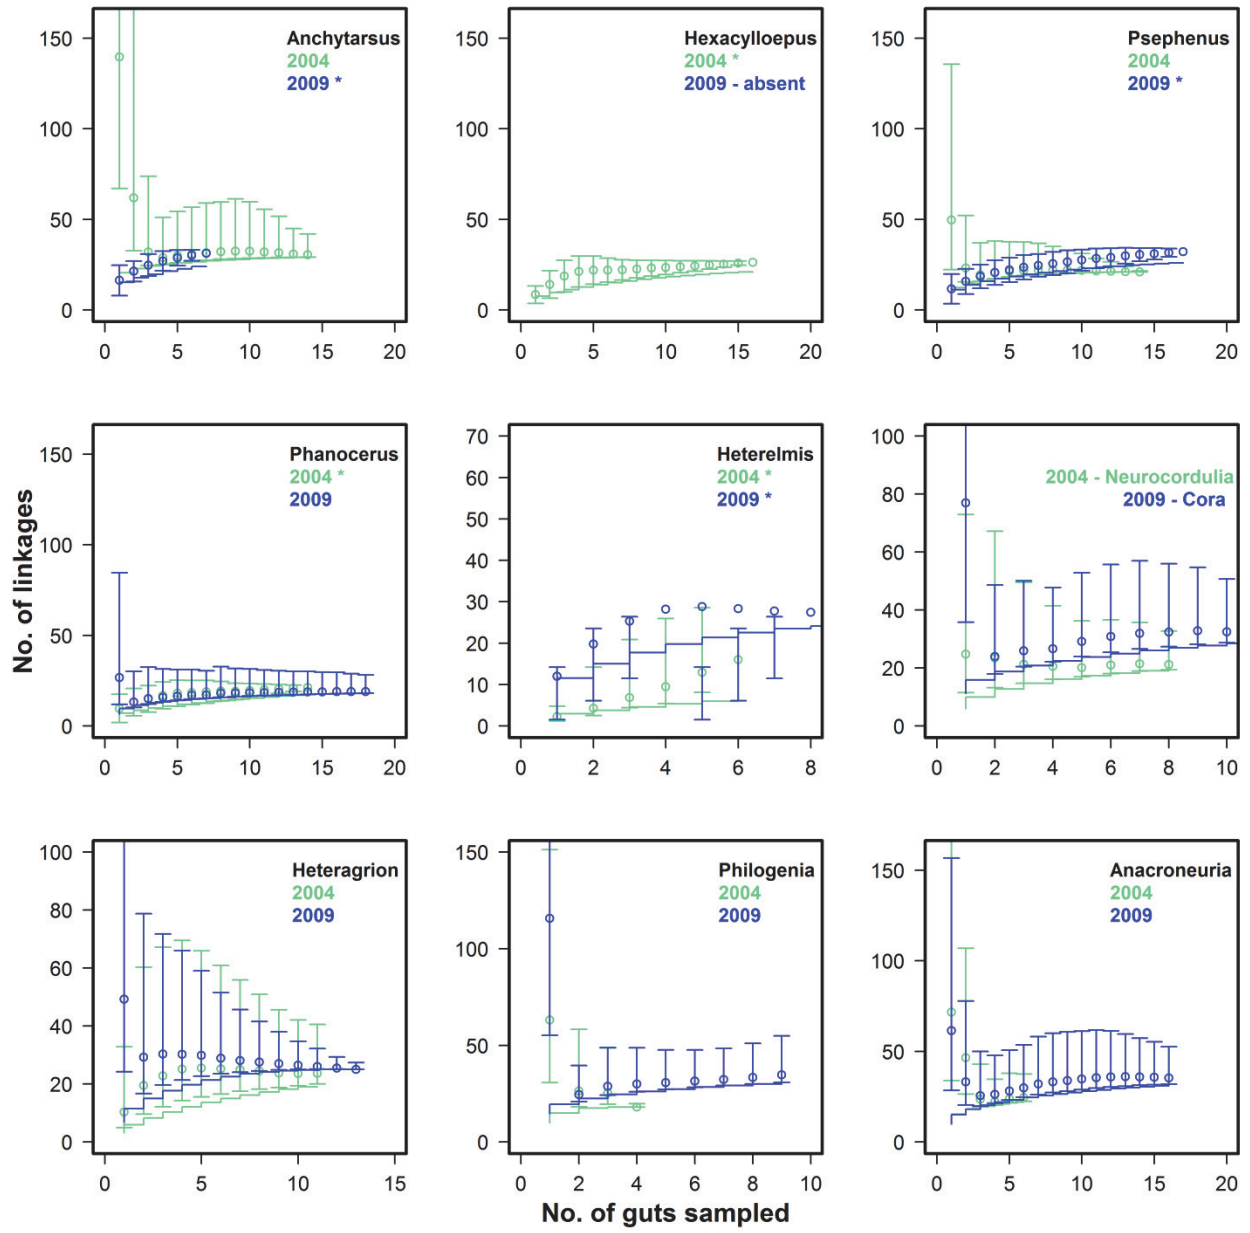 Anchytarsus
2004
2009 *
150
100
50
0
0 5 10 15 20
Hexacylloepus
2004 *
2009 - absent
150
100
50
0
0 5 10 15 20
Psephenus
2004
2009 *
150
100
50
0
0 5 10 15 20
No. of linkages
Phanocerus
2004 *
2009
150
100
50
0
0 5 10 15 20
Heterelmis
2004 *
2009 *
70
60
50
40
30
20
10
0
0 2 4 6 8
2004 - Neurocordulia
2009 - Cora
100
80
60
40
20
0
0 2 4 6 8 10
Heteragrion
2004
2009
100
80
60
40
20
0
0 5 10 15
Philogenia
2004
2009
150
100
50
0
0 2 4 6 8 10
Anacroneuria
2004
2009
150
100
50
0
0 5 10 15 20
No. of guts sampled